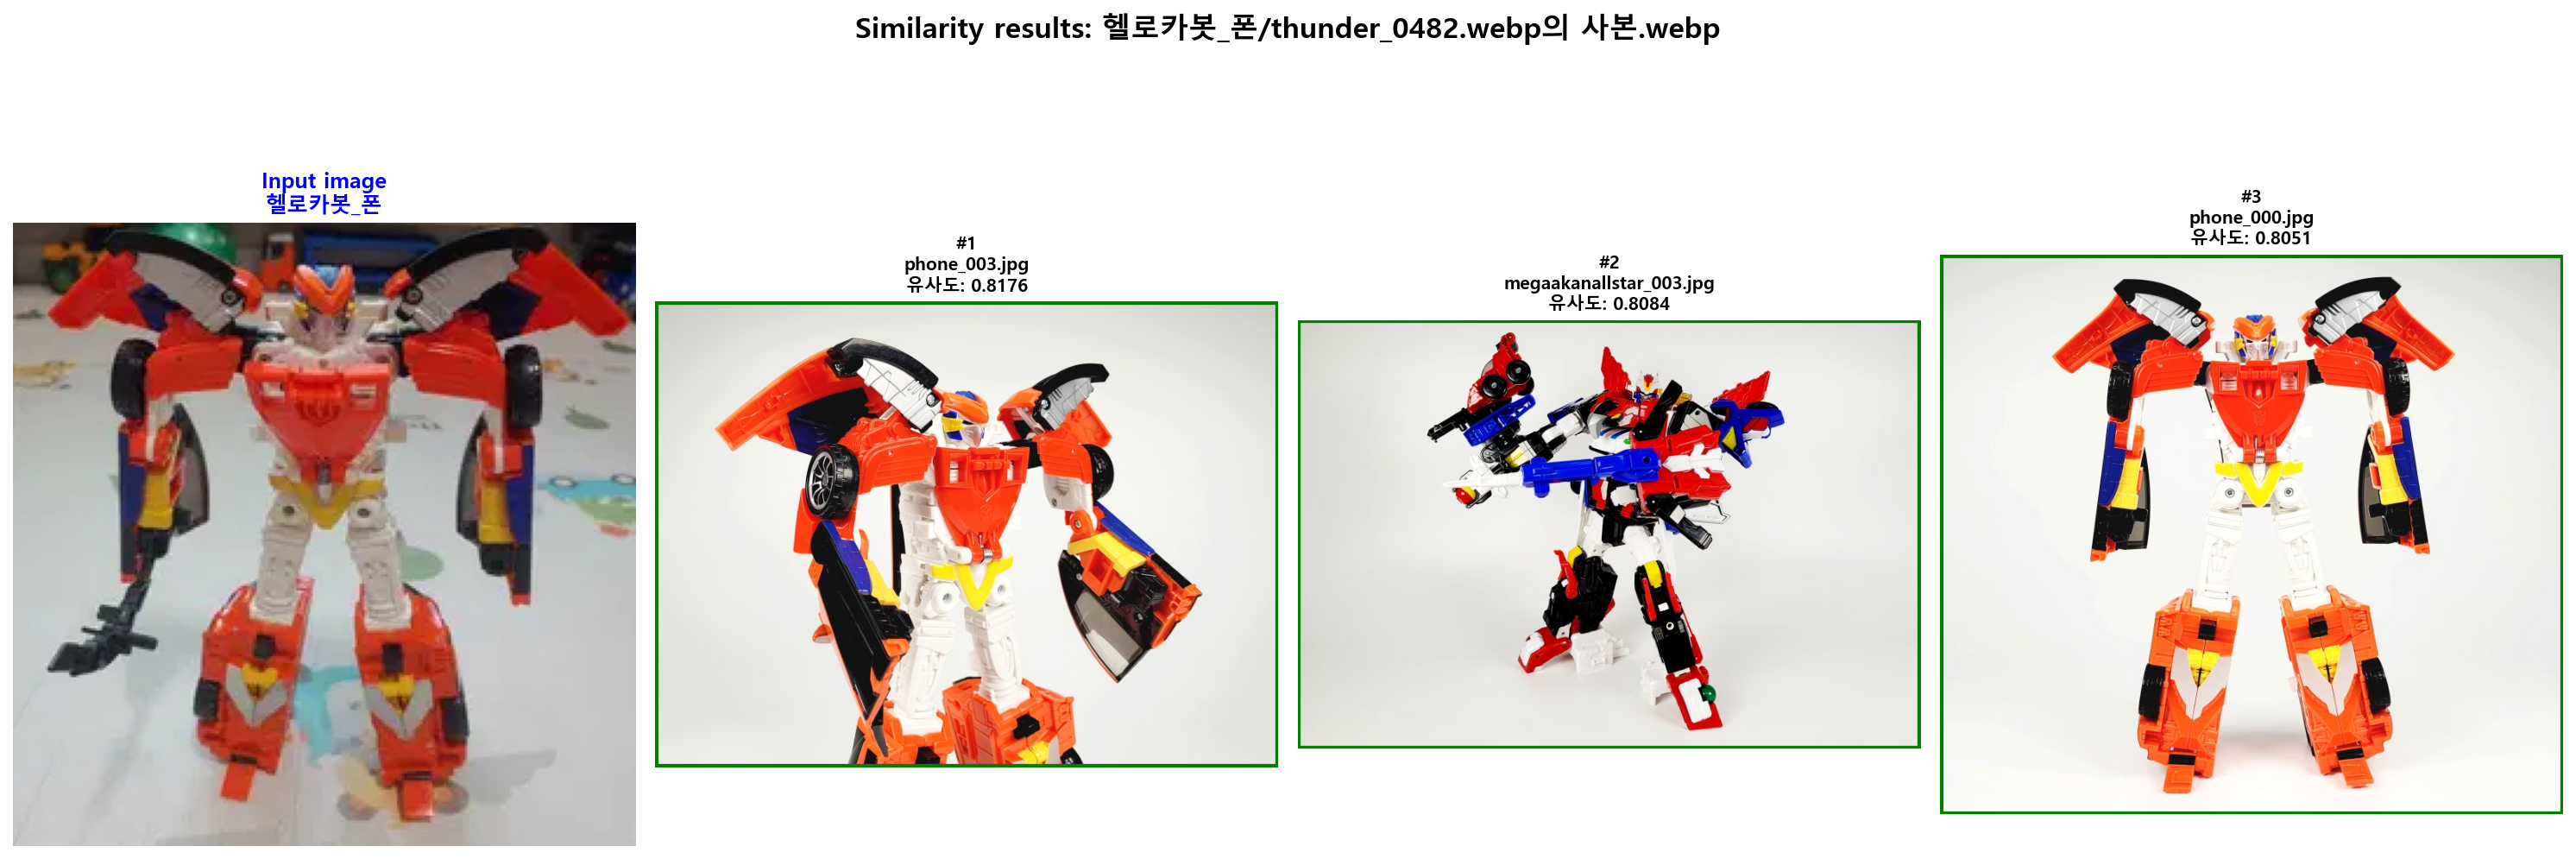 Similarity results: 헬로카봇_폰/thunder_0482.webp의 사본.webp
Input image
헬로카봇_폰
#1
phone_003.jpg
유사도: 0.8176
#2
megaakanallstar_003.jpg
유사도: 0.8084
#3
phone_000.jpg
유사도: 0.8051